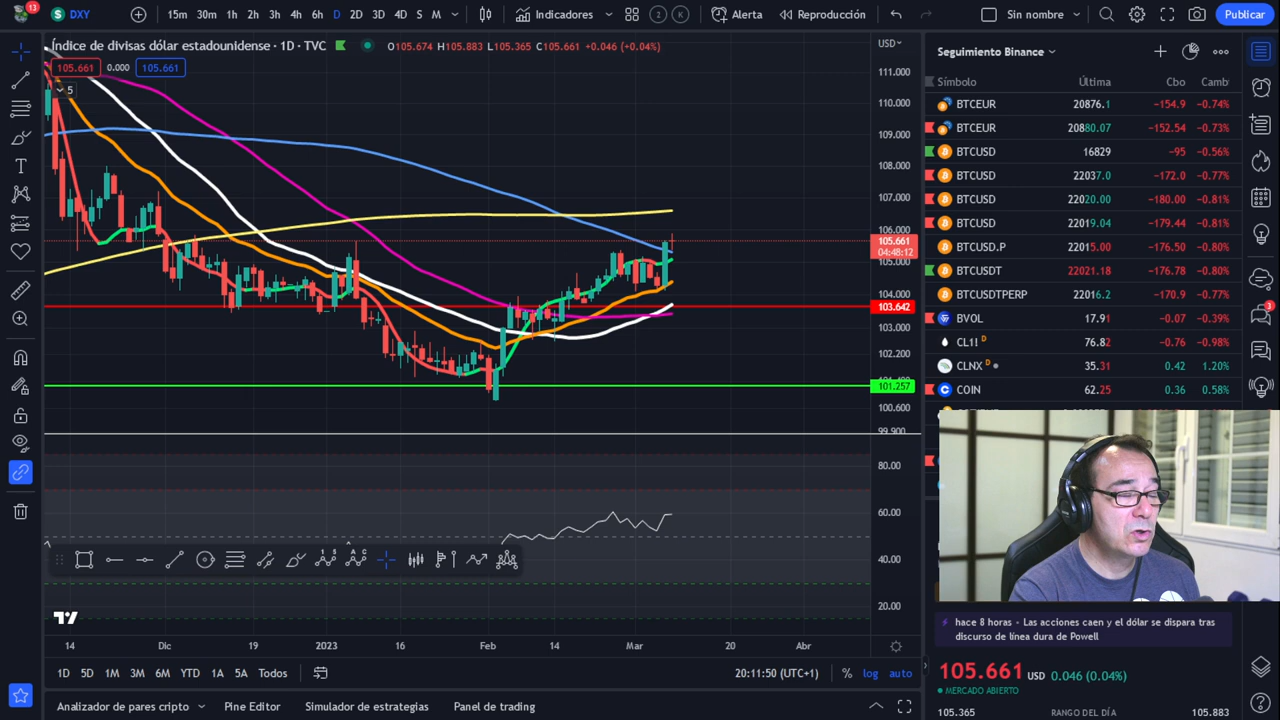 13
DXY
15m 30m 1h 2h 3h 4h 6h D 2D 3D 4D S M
Indicadores
2 K
Alerta
Reproducción
Sin nombre
Publicar
Índice de divisas dólar estadounidense · 1D · TVC
O105.674 H105.883 L105.365 C105.661 +0.046 (+0.04%)
105.661 0.000 105.661
5
USD
111.000
110.000
109.000
108.000
107.000
106.000
105.661
04:48:12
105.000
104.000
103.642
103.000
102.200
101.257
100.600
99.900
80.00
60.00
40.00
20.00
14 Dic 19 2023 16 Feb 14 Mar 20 Abr
1D 5D 1M 3M 6M YTD 1A 5A Todos
20:11:50 (UTC+1)
% log auto
Analizador de pares cripto
Pine Editor
Simulador de estrategias
Panel de trading
Seguimiento Binance
Símbolo Última Cbo Camb
BTCEUR 20876.1 −154.9 −0.74%
BTCEUR 20880.07 −152.54 −0.73%
BTCUSD 16829 −95 −0.56%
BTCUSD 22037.0 −172.0 −0.77%
BTCUSD 22020.00 −180.00 −0.81%
BTCUSD 22019.04 −179.44 −0.81%
BTCUSD.P 22015.00 −176.50 −0.80%
BTCUSDT 22021.18 −176.78 −0.80%
BTCUSDTPERP 22016.2 −170.9 −0.77%
BVOL 17.91 −0.07 −0.39%
CL1! D 76.82 −0.76 −0.98%
CLNX D 35.31 0.42 1.20%
COIN 62.25 0.36 0.58%
3
hace 8 horas - Las acciones caen y el dólar se dispara tras
discurso de línea dura de Powell
105.661 USD 0.046 (0.04%)
MERCADO ABIERTO
105.365 RANGO DEL DÍA 105.883